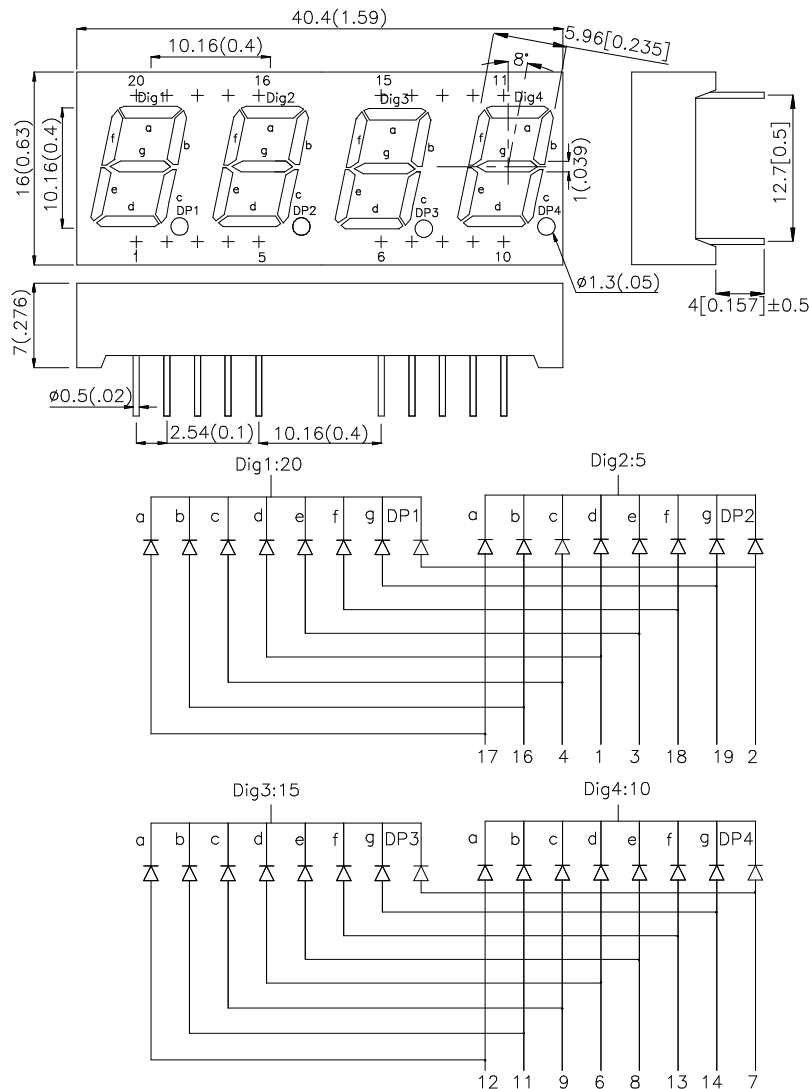 40.4(1.59)
10.16(0.4)
5.96[0.235]
8°
20 16 15 11
Dig1 Dig2 Dig3 Dig4
16(0.63)
10.16(0.4)
a b c d e f g DP1
a b c d e f g DP2
a b c d e f g DP3
a b c d e f g DP4
1(.039)
12.7[0.5]
1 5 6 10
ø1.3(.05)
4[0.157]±0.5
7(.276)
ø0.5(.02)
2.54(0.1)
10.16(0.4)
Dig1:20 Dig2:5
a b c d e f g DP1 a b c d e f g DP2
17 16 4 1 3 18 19 2
Dig3:15 Dig4:10
a b c d e f g DP3 a b c d e f g DP4
12 11 9 6 8 13 14 7